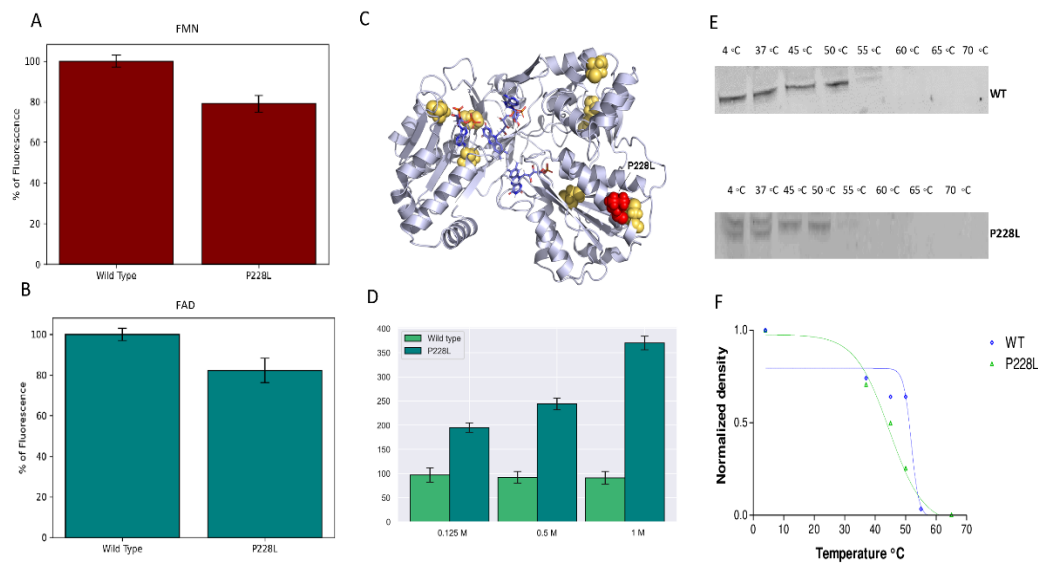 A
FMN
% of Fluorescence
100
80
60
40
20
0
Wild Type
P228L
B
FAD
% of Fluorescence
100
80
60
40
20
0
Wild Type
P228L
C
P228L
D
Wild type
P228L
400
350
300
250
200
150
100
50
0
0.125 M
0.5 M
1 M
E
4 °C 37 °C 45 °C 50 °C 55 °C 60 °C 65 °C 70 °C
WT
4 °C 37 °C 45 °C 50 °C 55 °C 60 °C 65 °C 70 °C
P228L
F
Normalized density
1.0
0.5
0.0
0 10 20 30 40 50 60 70
Temperature °C
WT
P228L